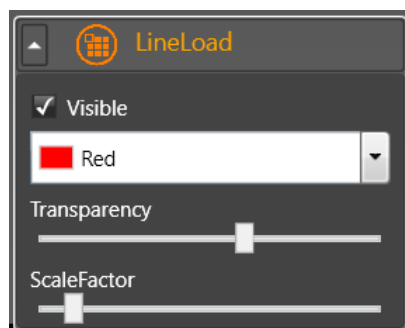 LineLoad
Visible
Red
Transparency
ScaleFactor